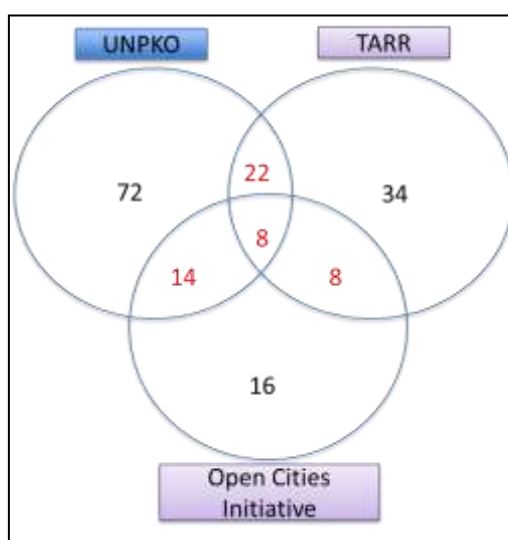 UNPKO
TARR
22
72
34
8
14
8
16
Open Cities
Initiative